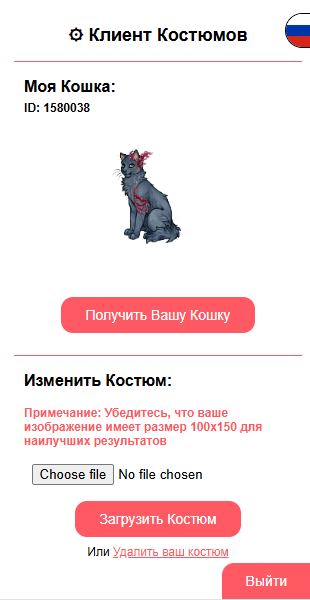 ⚙ Клиент Костюмов
Моя Кошка:
ID: 1580038
Получить Вашу Кошку
Изменить Костюм:
Примечание: Убедитесь, что ваше
изображение имеет размер 100x150 для
наилучших результатов
Choose file No file chosen
Загрузить Костюм
Или Удалить ваш костюм
Выйти